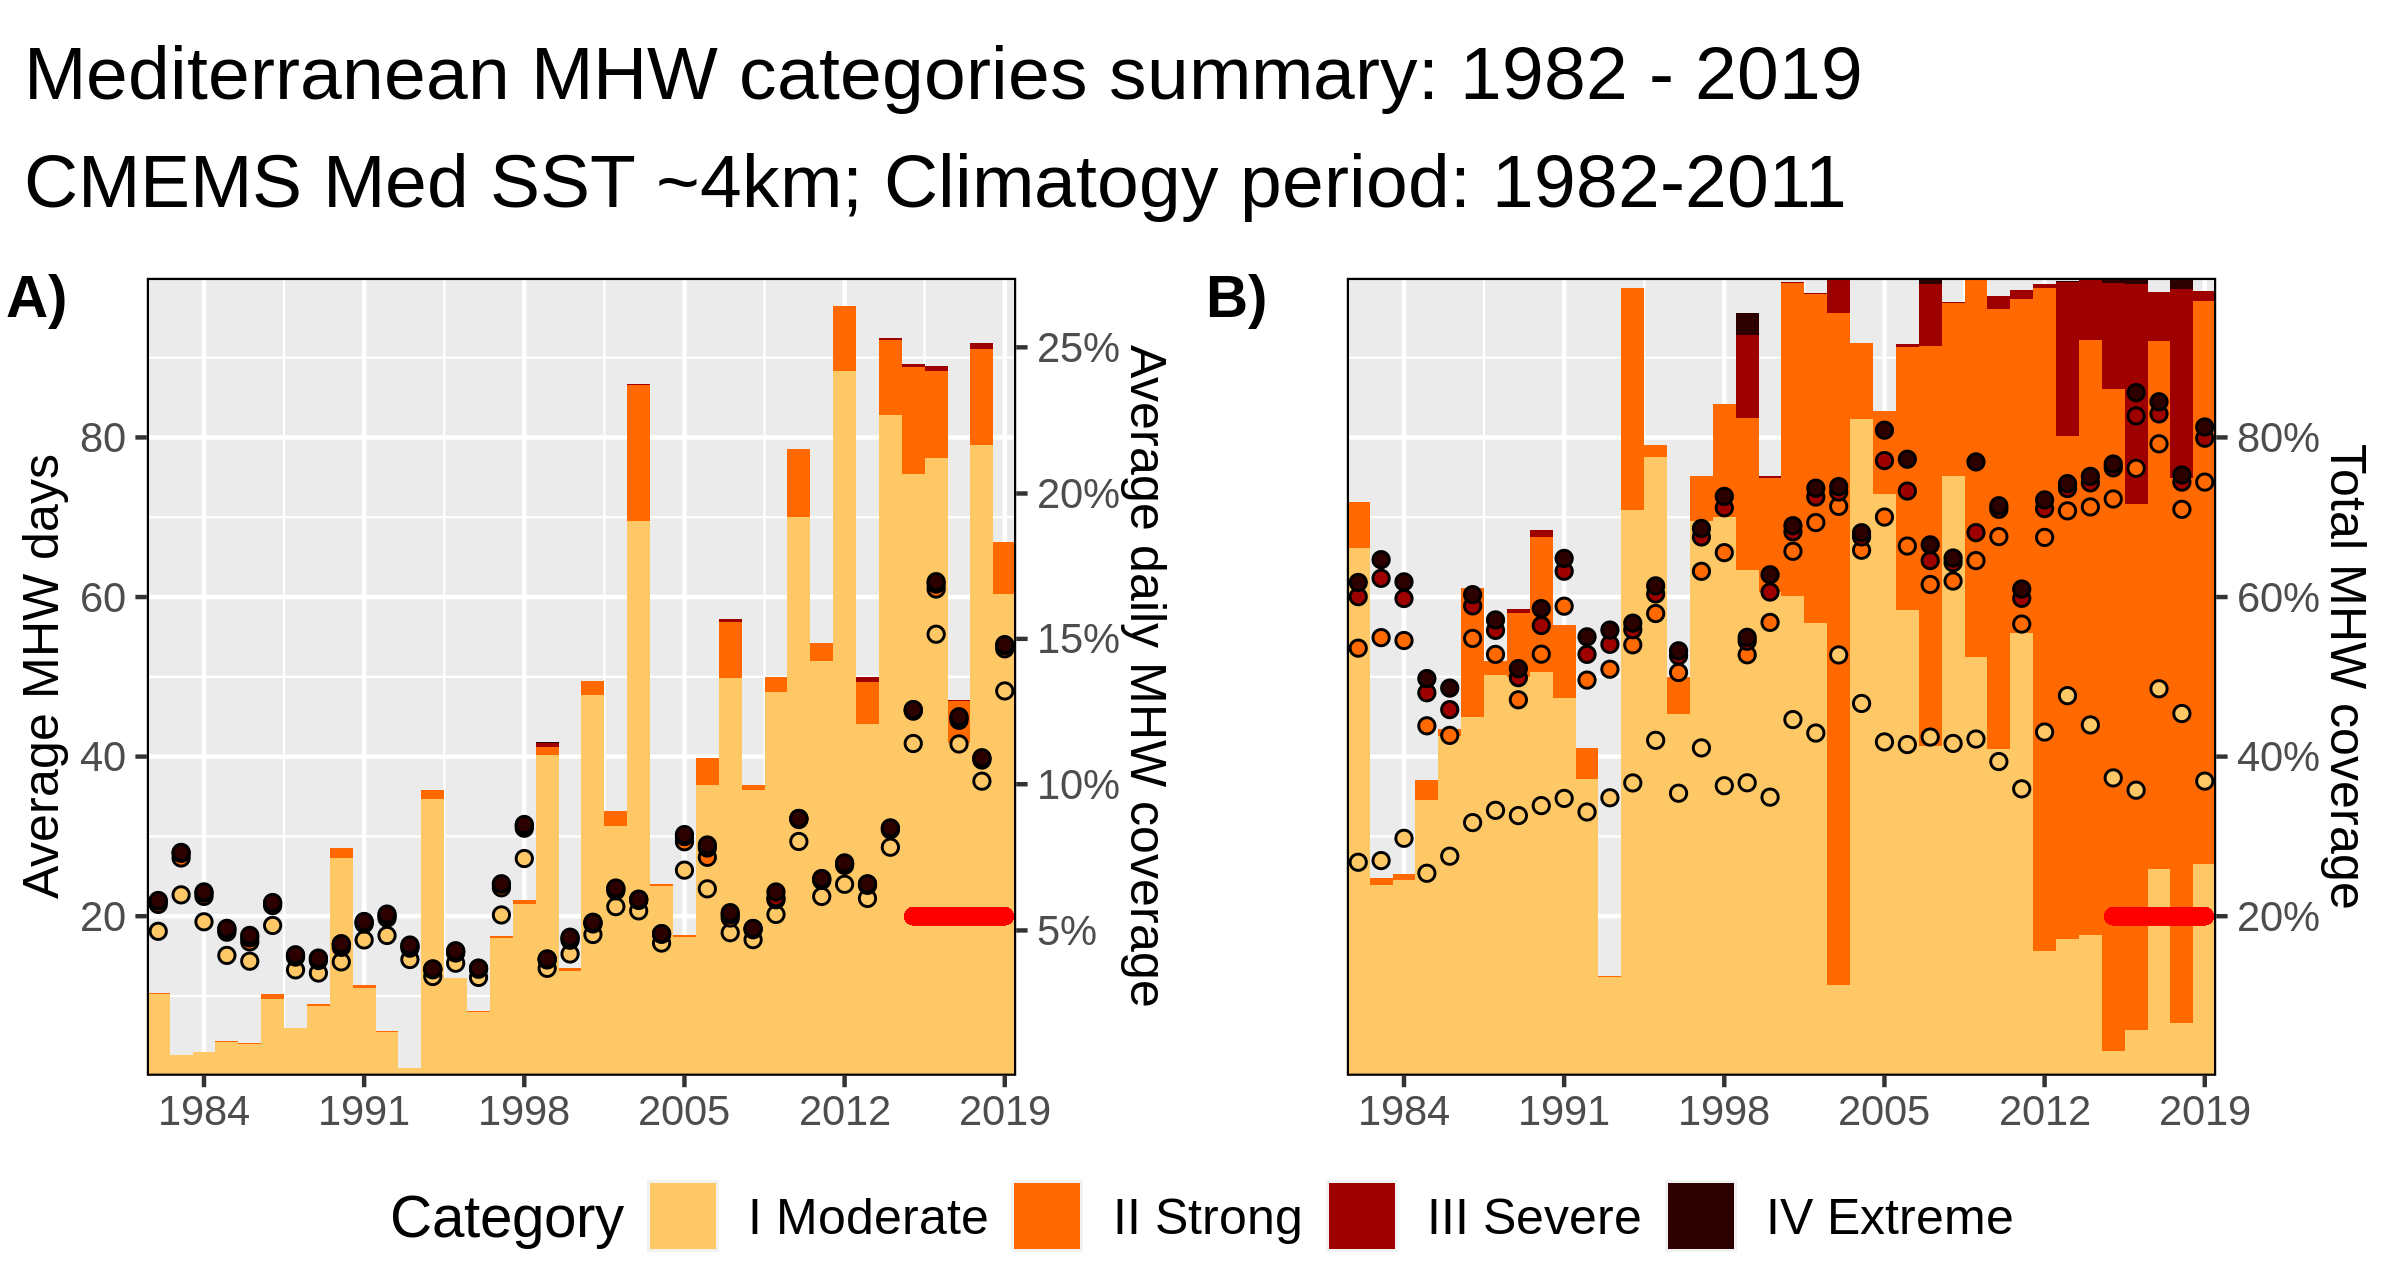 Mediterranean MHW categories summary: 1982 - 2019
CMEMS Med SST ~4km; Climatogy period: 1982-2011
A)
Average MHW days
80
60
40
20
25%
20%
15%
10%
5%
Average daily MHW coverage
1984 1991 1998 2005 2012 2019
B)
80%
60%
40%
20%
Total MHW coverage
1984 1991 1998 2005 2012 2019
Category I Moderate II Strong III Severe IV Extreme